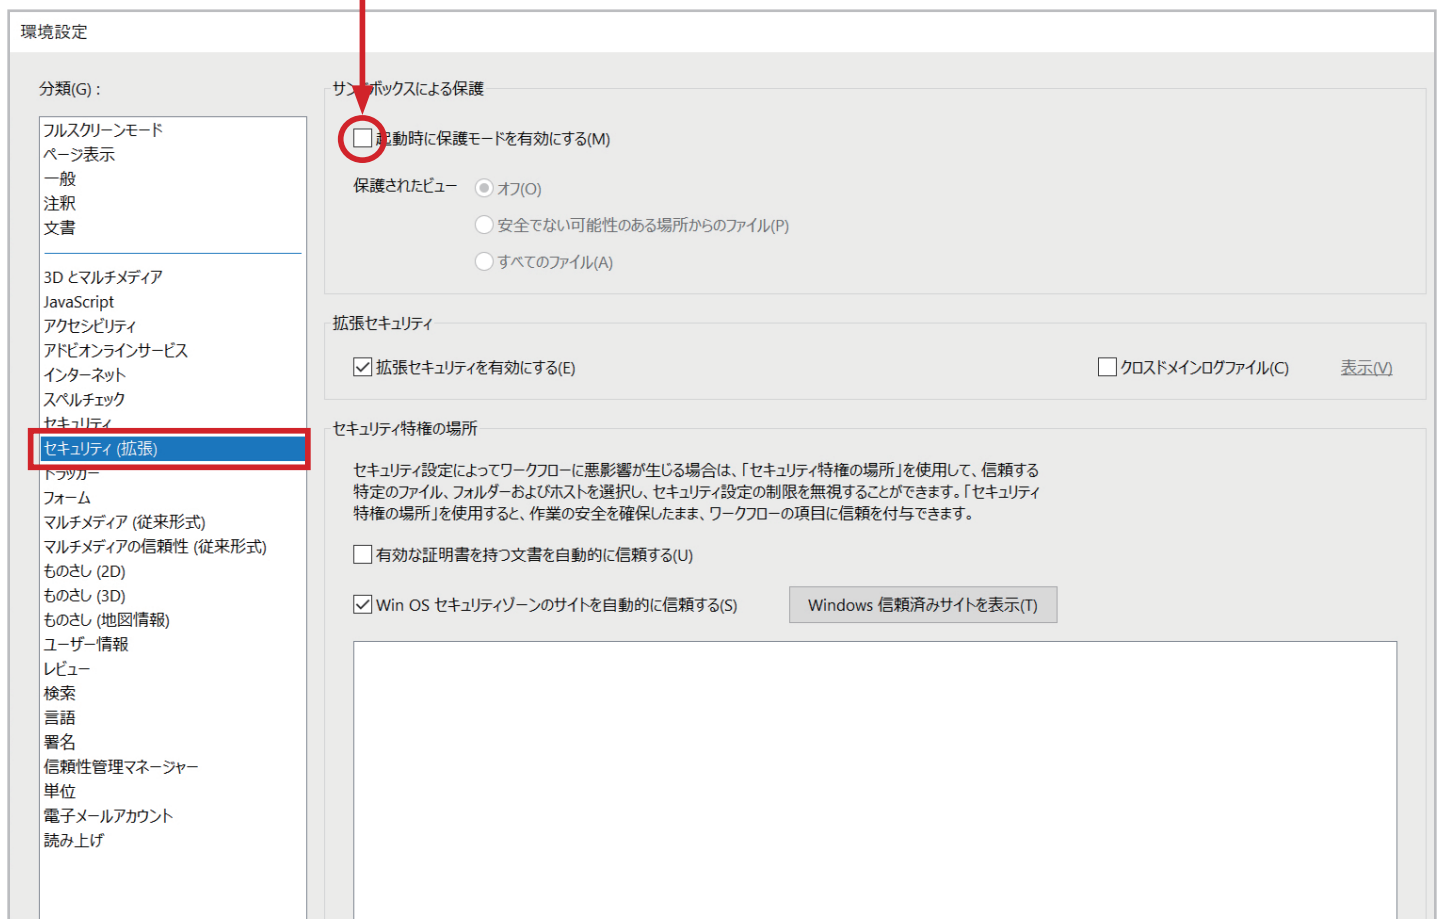 環境設定
分類(G) :
フルスクリーンモード
ページ表示
一般
注釈
文書
3D とマルチメディア
JavaScript
アクセシビリティ
アドビオンラインサービス
インターネット
スペルチェック
セキュリティ
セキュリティ (拡張)
トラッカー
フォーム
マルチメディア (従来形式)
マルチメディアの信頼性 (従来形式)
ものさし (2D)
ものさし (3D)
ものさし (地図情報)
ユーザー情報
レビュー
検索
言語
署名
信頼性管理マネージャー
単位
電子メールアカウント
読み上げ
サンドボックスによる保護
起動時に保護モードを有効にする(M)
保護されたビュー
オフ(O)
安全でない可能性のある場所からのファイル(P)
すべてのファイル(A)
拡張セキュリティ
拡張セキュリティを有効にする(E)
クロスドメインログファイル(C)
表示(V)
セキュリティ特権の場所
セキュリティ設定によってワークフローに悪影響が生じる場合は、「セキュリティ特権の場所」を使用して、信頼する
特定のファイル、フォルダーおよびホストを選択し、セキュリティ設定の制限を無視することができます。「セキュリティ
特権の場所」を使用すると、作業の安全を確保したまま、ワークフローの項目に信頼を付与できます。
有効な証明書を持つ文書を自動的に信頼する(U)
Win OS セキュリティゾーンのサイトを自動的に信頼する(S)
Windows 信頼済みサイトを表示(T)